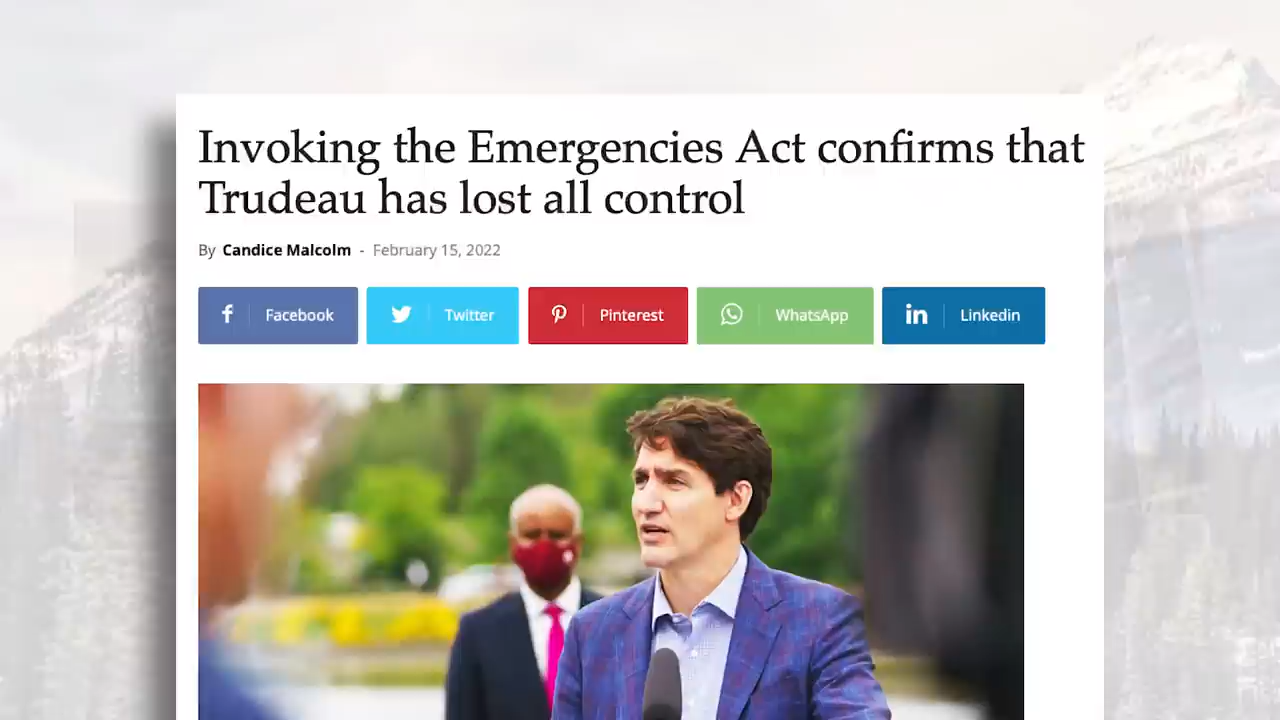 Invoking the Emergencies Act confirms that
Trudeau has lost all control
By Candice Malcolm - February 15, 2022
Facebook Twitter Pinterest WhatsApp Linkedin